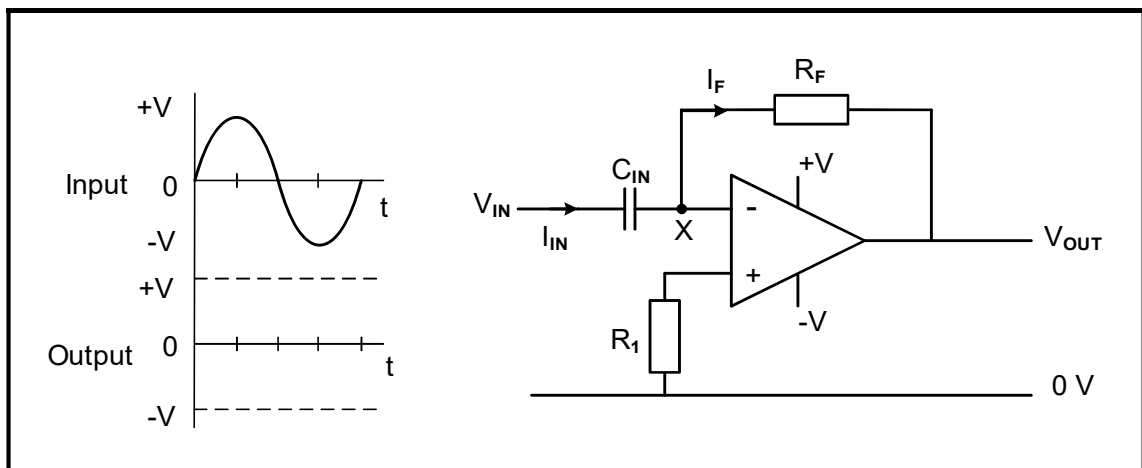 +V
Input 0
t
-V
+V
Output 0
t
-V
I_F
R_F
C_IN
+V
V_IN
I_IN
X
-
+
V_OUT
-V
R_1
0 V